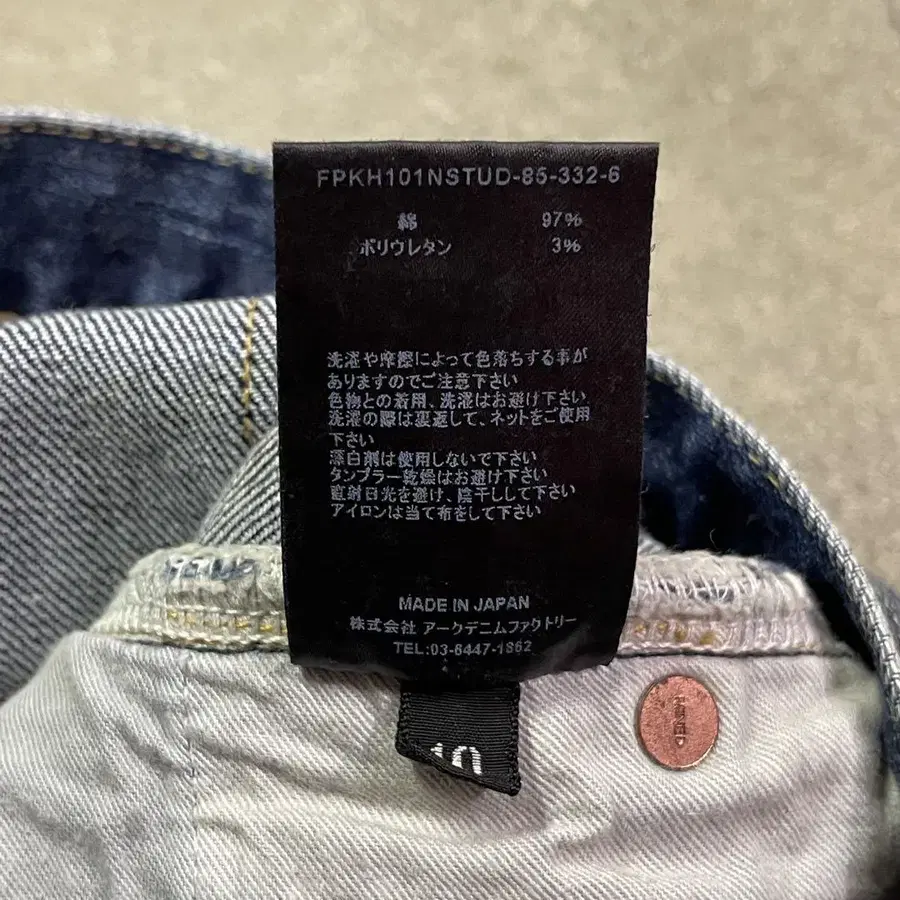 FPKH101NSTUD-85-332-6
綿 97%
ポリウレタン 3%
洗濯や摩擦によって色落ちする事が
ありますのでご注意下さい
色物との着用、洗濯はお避け下さい
洗濯の際は裏返して、ネットをご使用
下さい
漂白剤は使用しないで下さい
タンブラー乾燥はお避け下さい
直射日光を避け、陰干しして下さい
アイロンは当て布をして下さい
MADE IN JAPAN
株式会社 アークデニムファクトリー
TEL:03-6447-1862
10